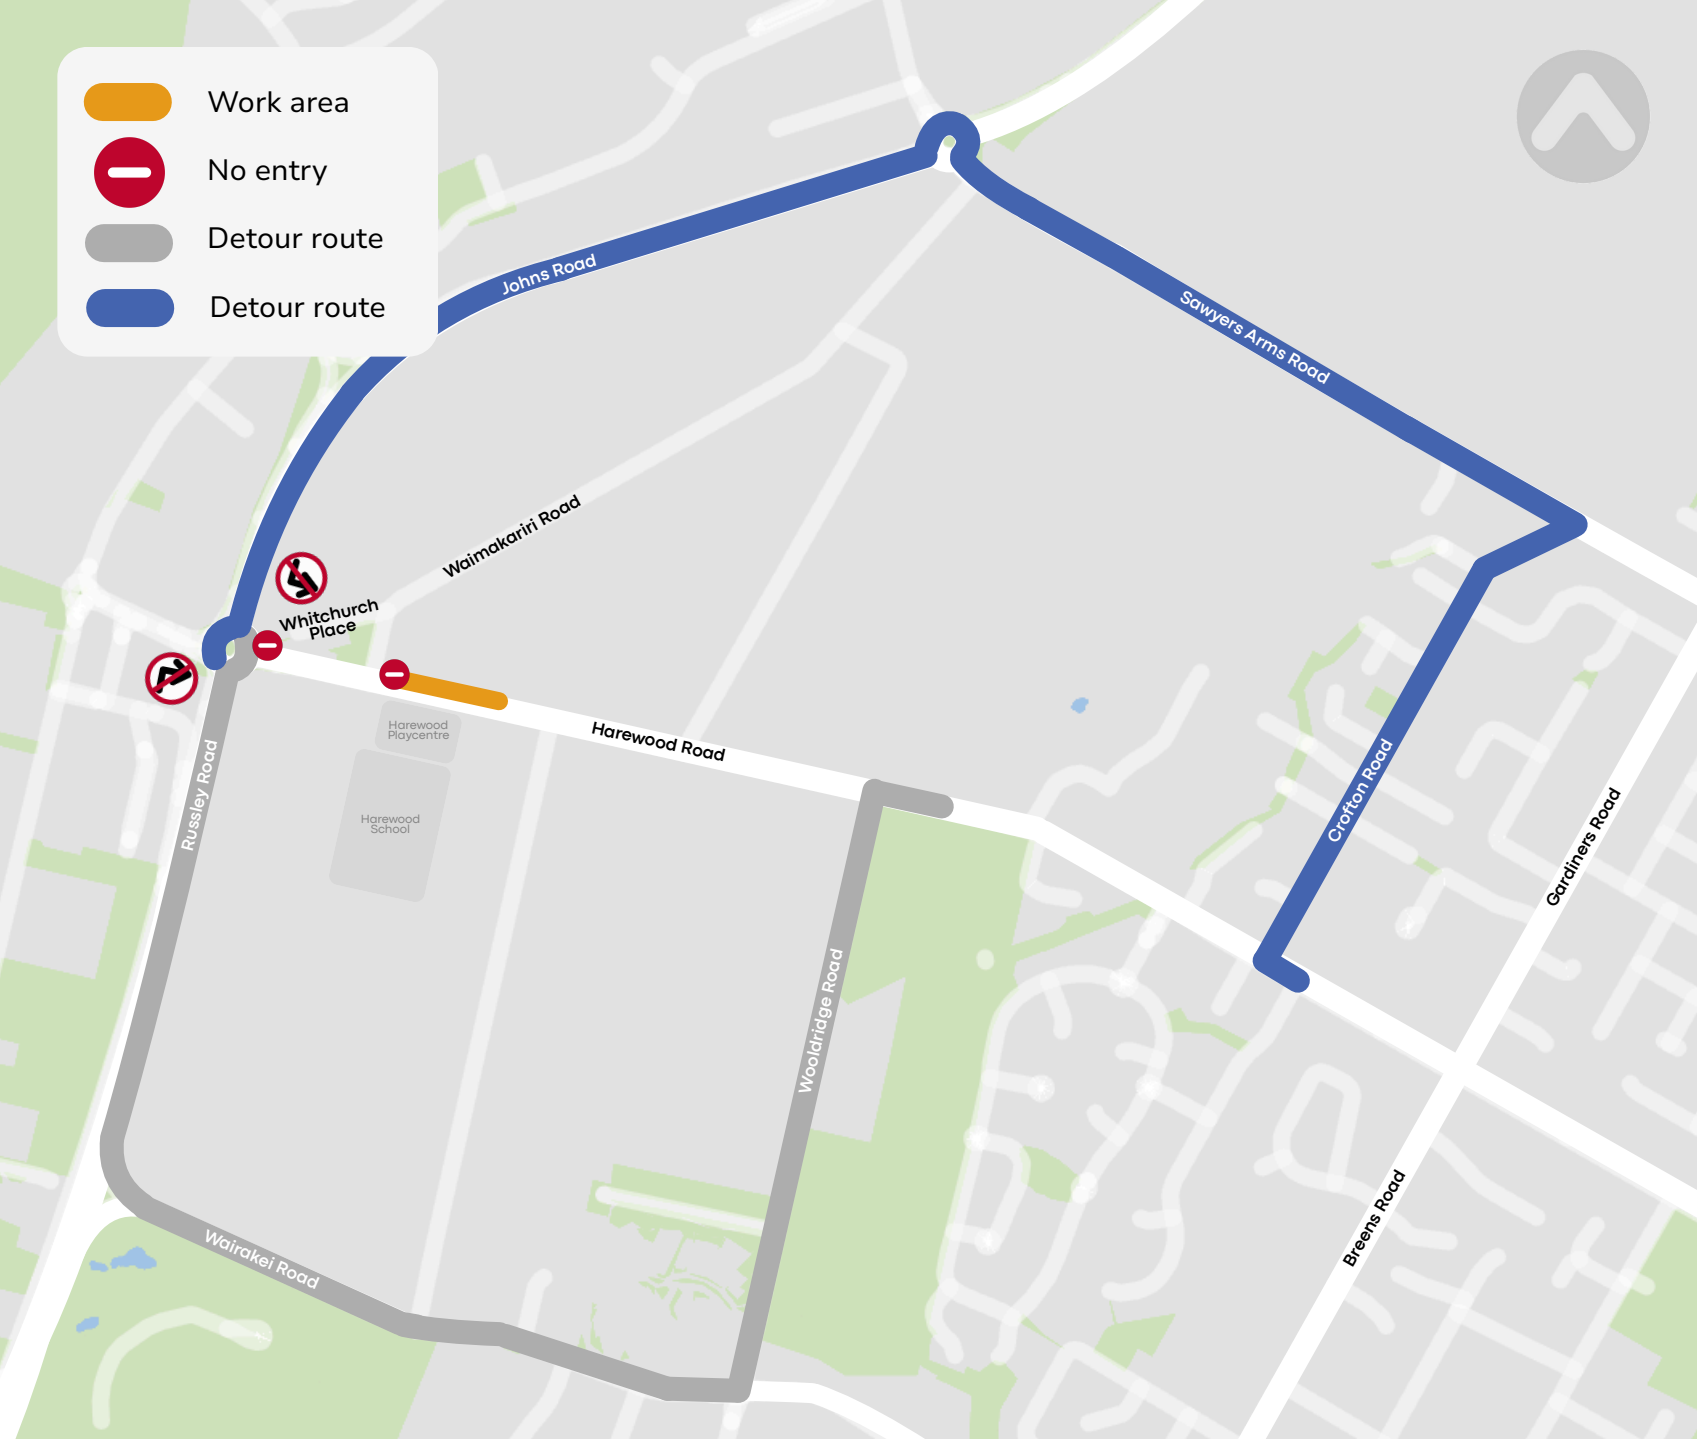 Work area
No entry
Detour route
Detour route
Johns Road
Sawyers Arms Road
Waimakariri Road
Whitchurch
Place
Harewood
Playcentre
Harewood Road
Harewood
School
Russley Road
Crofton Road
Gardiners Road
Wooldridge Road
Breens Road
Wairakei Road